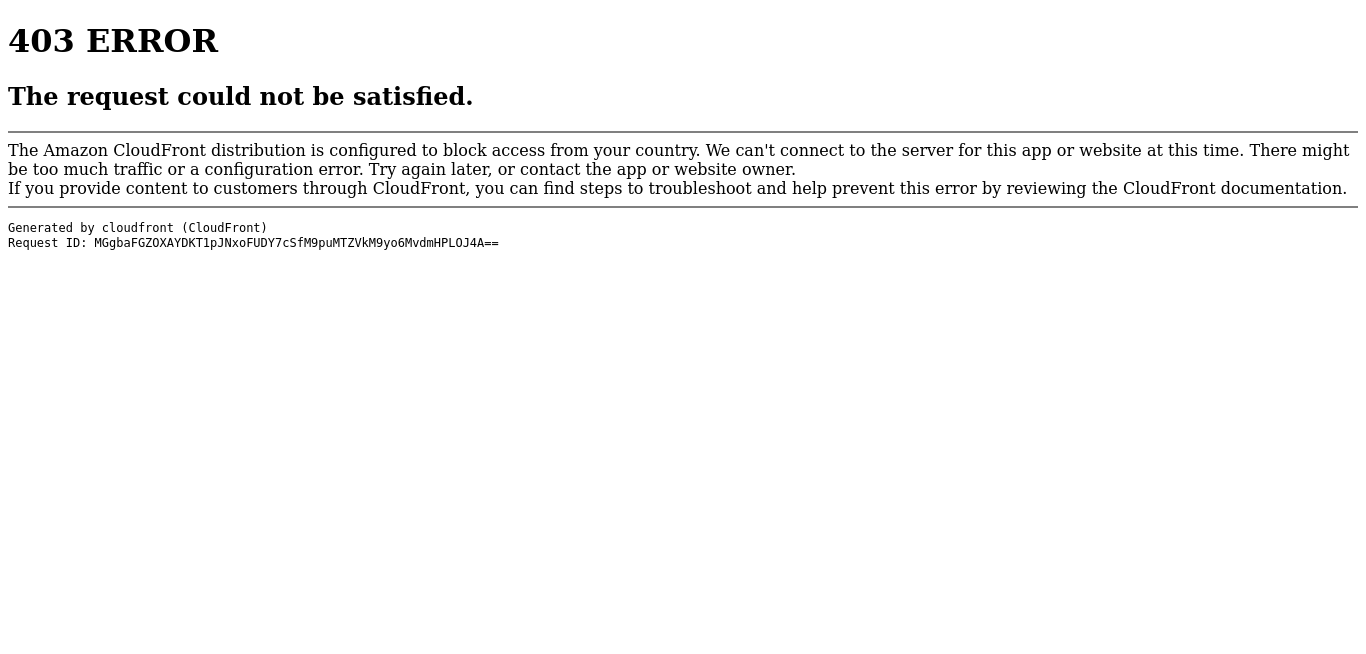 403 ERROR
The request could not be satisfied.
The Amazon CloudFront distribution is configured to block access from your country. We can't connect to the server for this app or website at this time. There might
be too much traffic or a configuration error. Try again later, or contact the app or website owner.
If you provide content to customers through CloudFront, you can find steps to troubleshoot and help prevent this error by reviewing the CloudFront documentation.
Generated by cloudfront (CloudFront)
Request ID: MGgbaFGZOXAYDKT1pJNxoFUDY7cSfM9puMTZVkM9yo6MvdmHPLOJ4A==